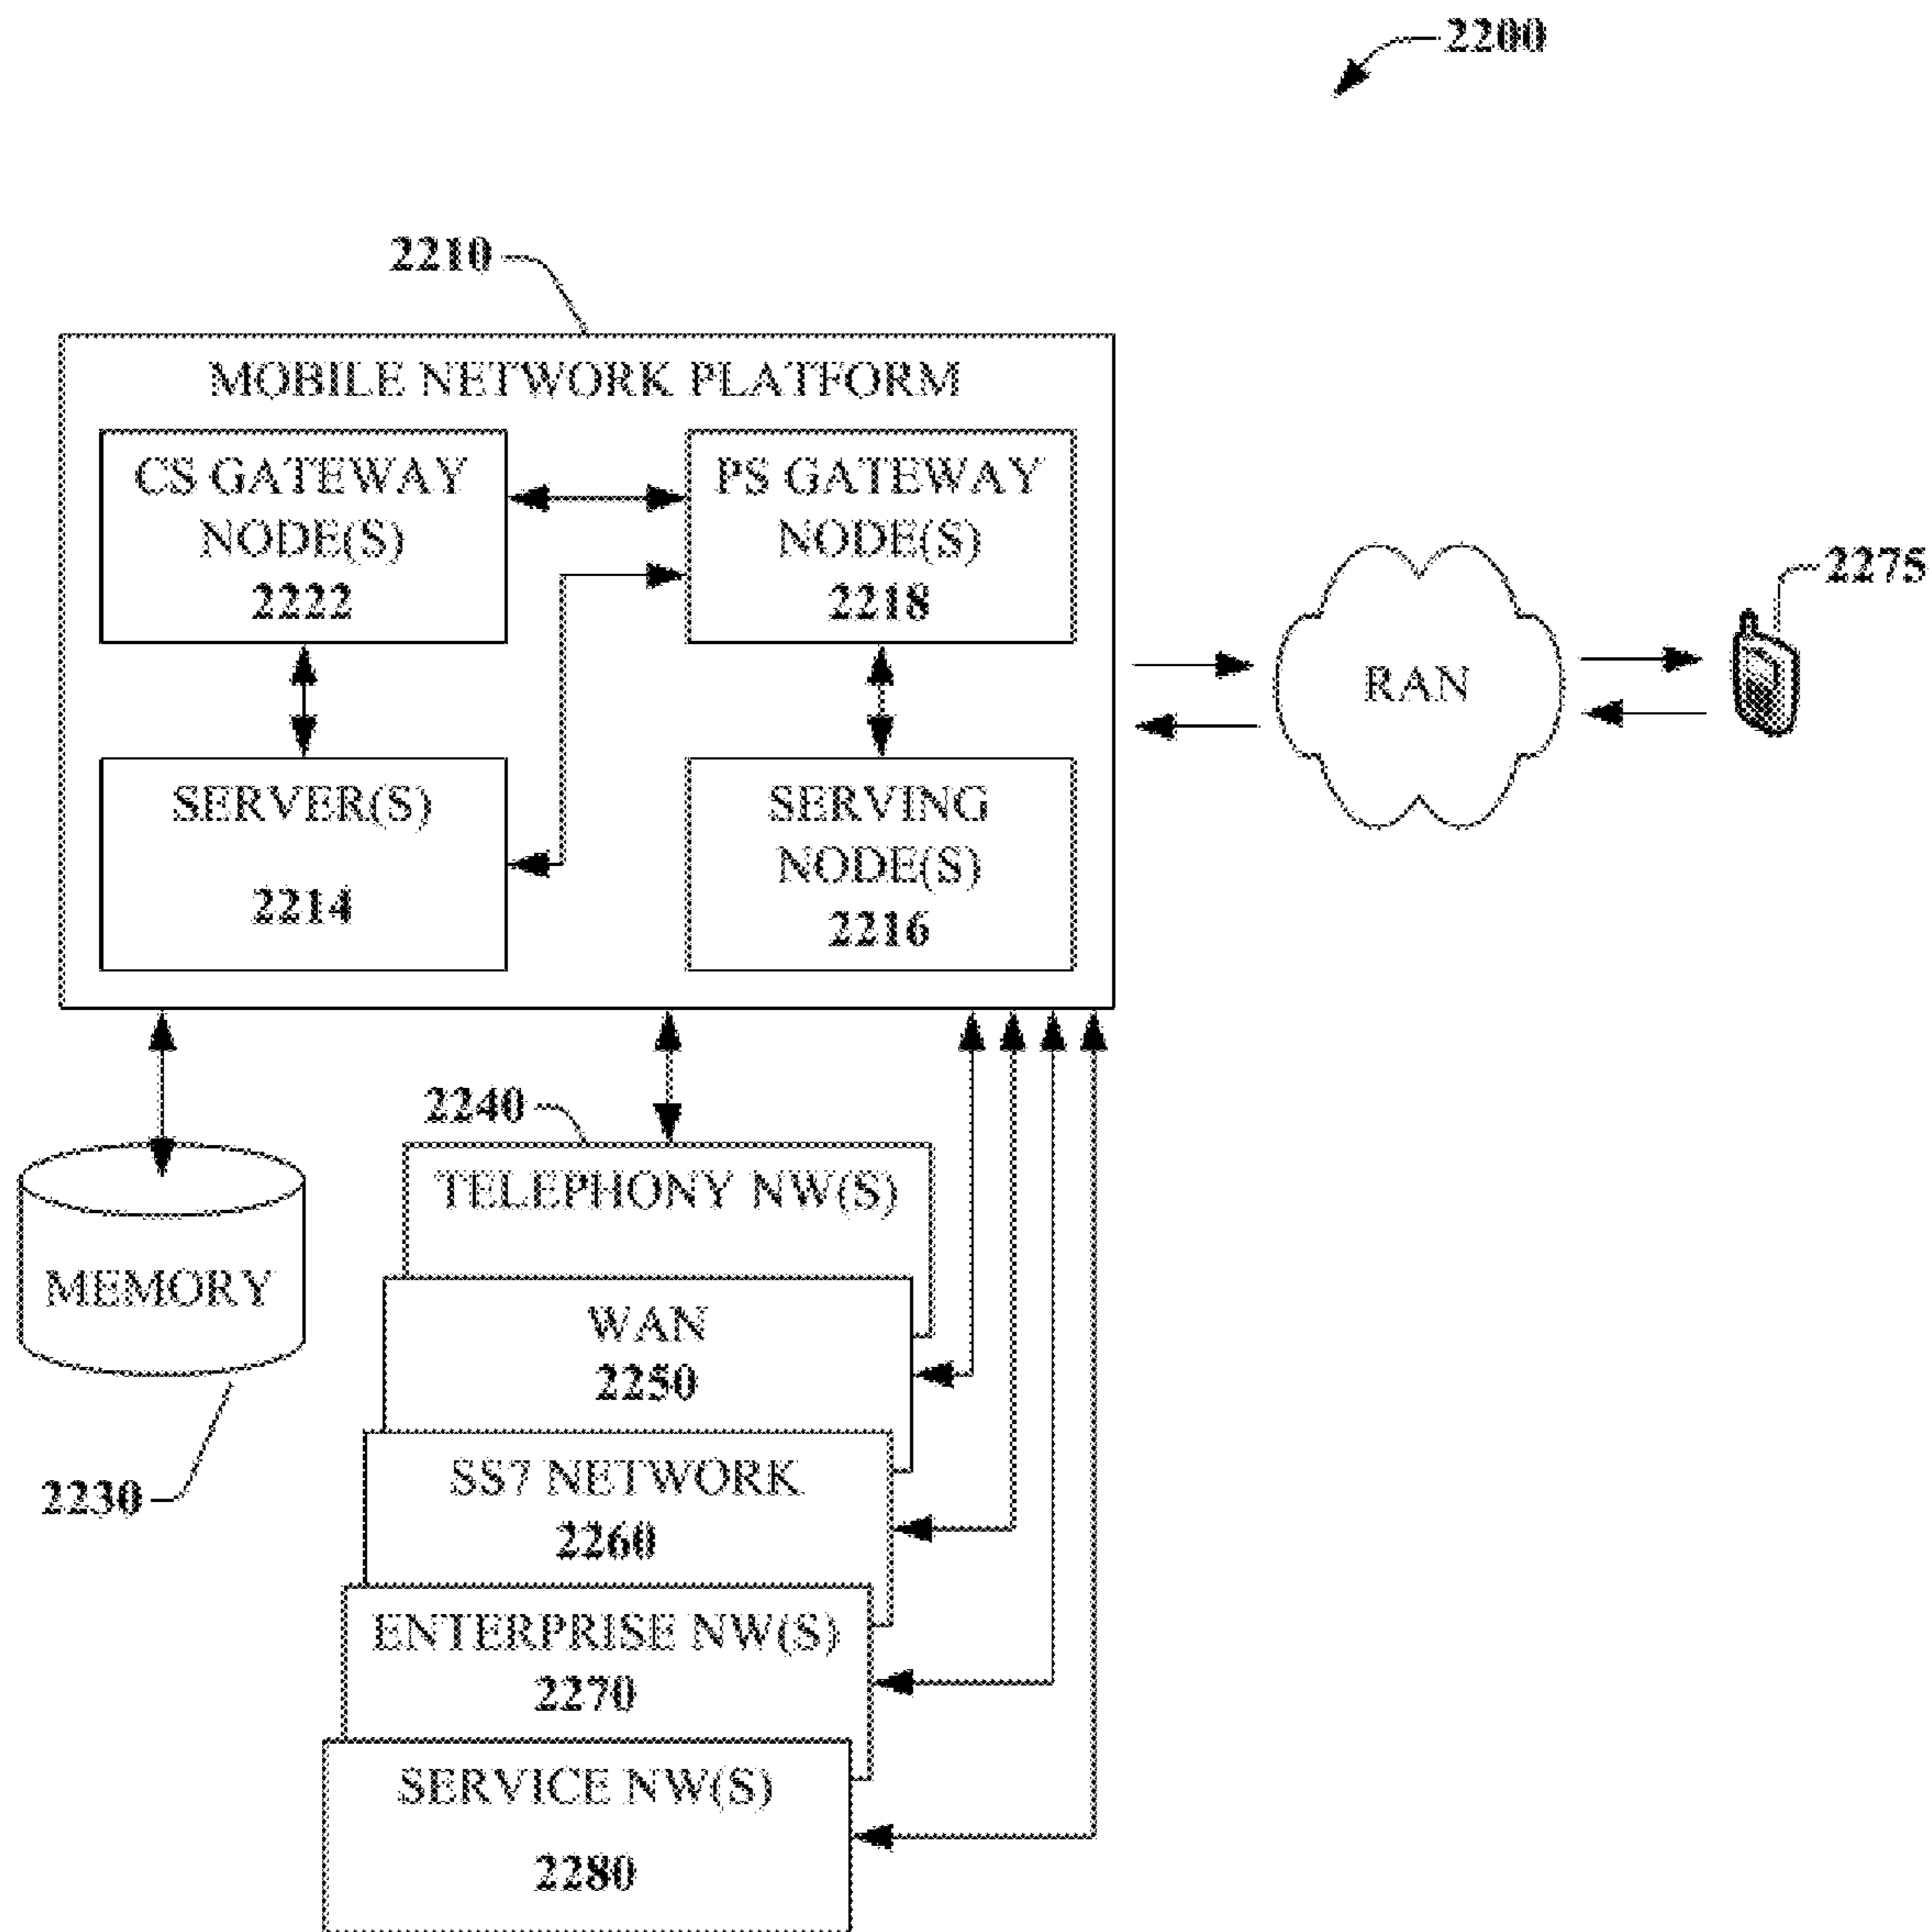 2200
2210
MOBILE NETWORK PLATFORM
CS GATEWAY
NODE(S)
2222
PS GATEWAY
NODE(S)
2218
SERVER(S)
2214
SERVING
NODE(S)
2216
RAN
2275
2240
TELEPHONY NW(S)
MEMORY
2230
WAN
2250
SS7 NETWORK
2260
ENTERPRISE NW(S)
2270
SERVICE NW(S)
2280